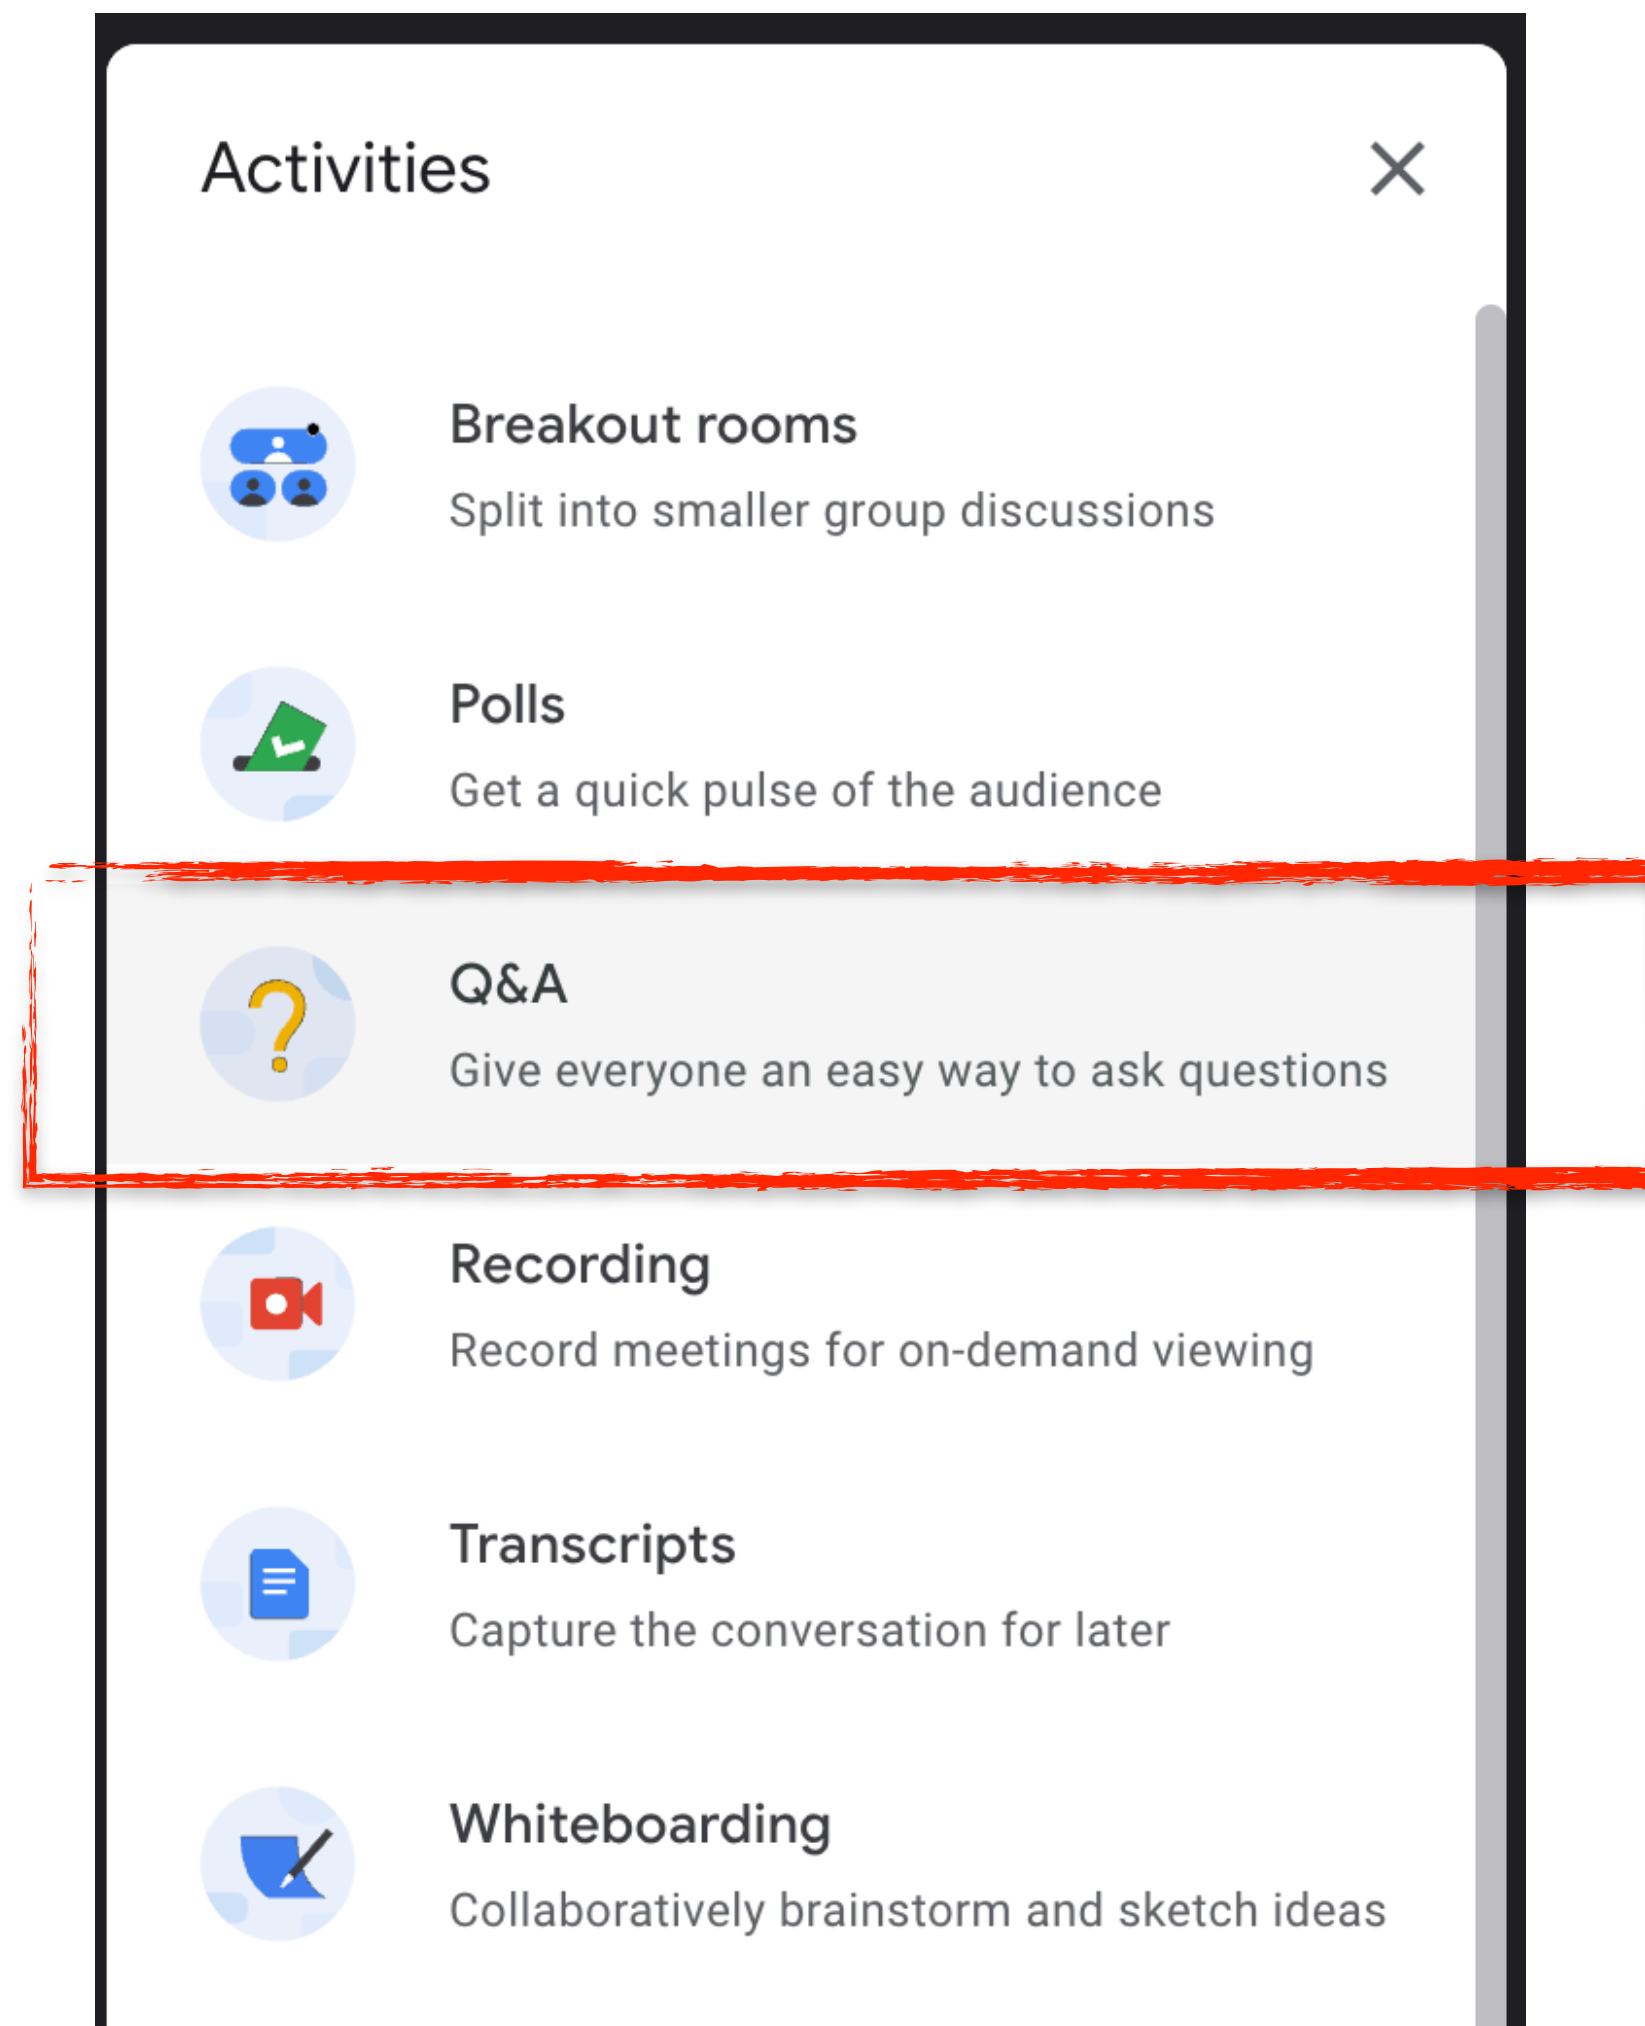 Activities
Breakout rooms
Split into smaller group discussions
Polls
Get a quick pulse of the audience
Q&A
Give everyone an easy way to ask questions
Recording
Record meetings for on-demand viewing
Transcripts
Capture the conversation for later
Whiteboarding
Collaboratively brainstorm and sketch ideas